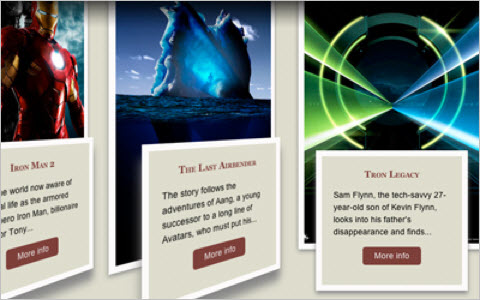 Iron Man 2
he world now aware of
al life as the armored
ero Iron Man, billionaire
or Tony...
More info
The Last Airbender
The story follows the
adventures of Aang, a young
successor to a long line of
Avatars, who must put his...
More info
Tron Legacy
Sam Flynn, the tech-savvy 27-
year-old son of Kevin Flynn,
looks into his father's
disappearance and finds...
More info